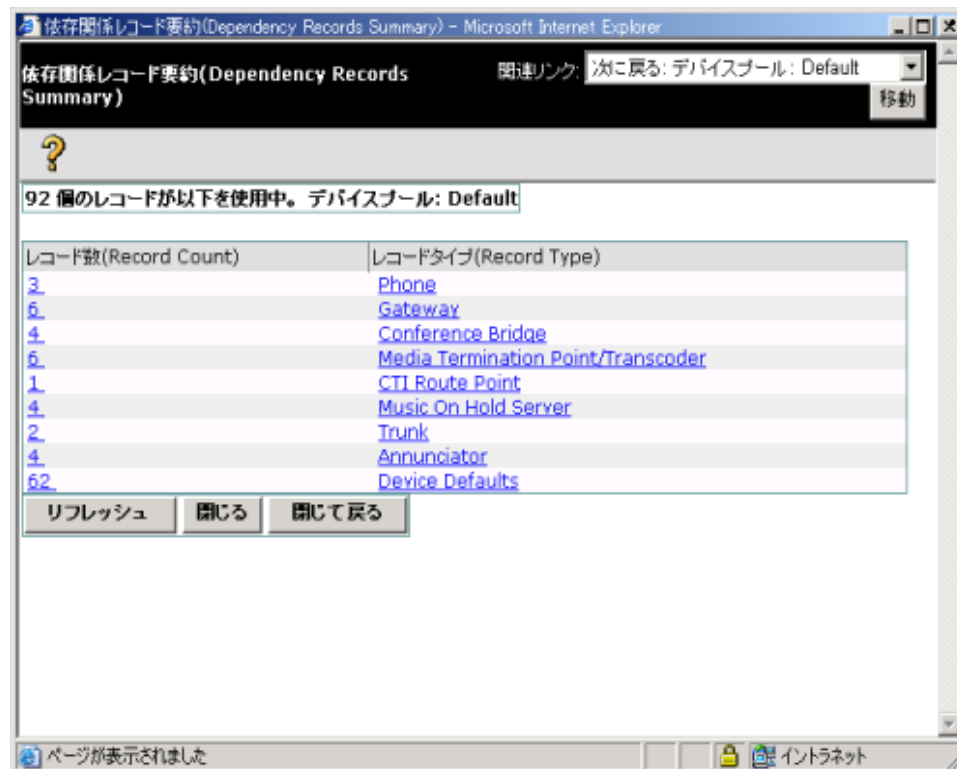 依存関係レコード要約(Dependency Records Summary) - Microsoft Internet Explorer
依存関係レコード要約(Dependency Records Summary)
関連リンク: 次に戻る: デバイスプール: Default
移動
92 個のレコードが以下を使用中。デバイスプール: Default
レコード数(Record Count) レコードタイプ(Record Type)
3 Phone
6 Gateway
4 Conference Bridge
6 Media Termination Point/Transcoder
1 CTI Route Point
4 Music On Hold Server
2 Trunk
4 Annunciator
62 Device Defaults
リフレッシュ 閉じる 閉じて戻る
ページが表示されました イントラネット